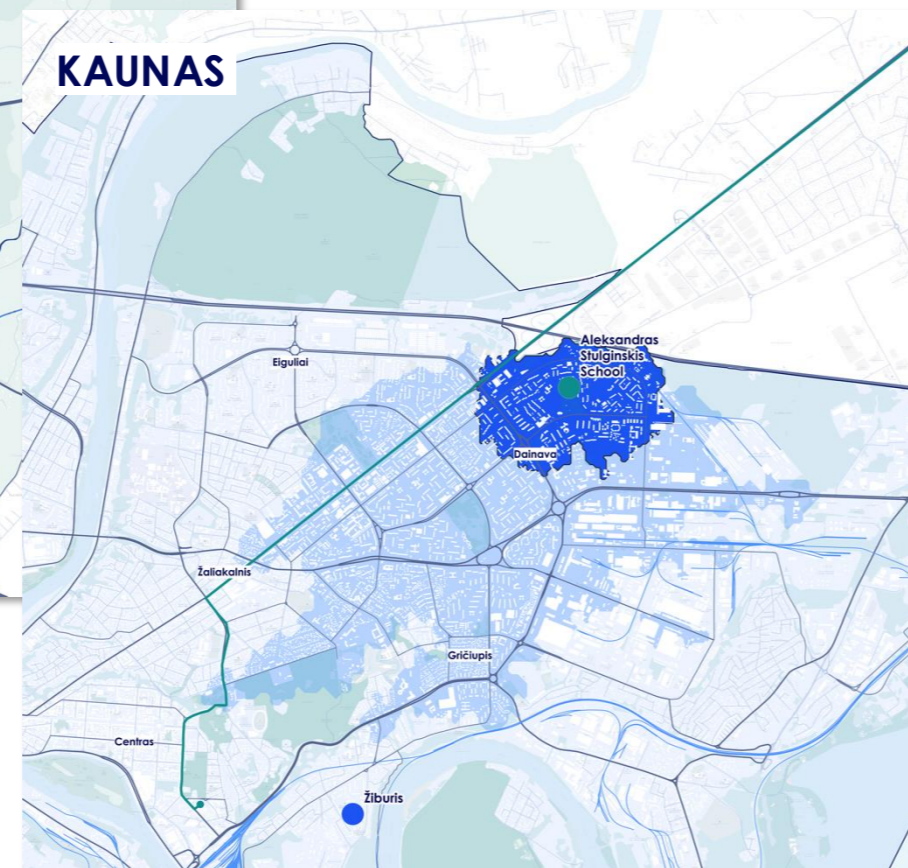 KAUNAS
Aleksandras
Stulginskis
School
Eiguliai
Dainava
Žaliakalnis
Gričiupis
Centras
Žiburis